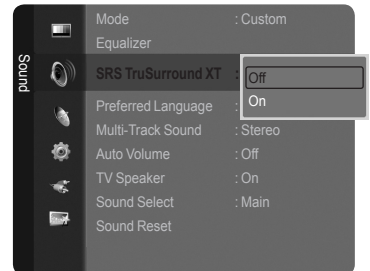 Sound
Mode : Custom
Equalizer
SRS TruSurround XT :
Off
On
Preferred Language :
Multi-Track Sound : Stereo
Auto Volume : Off
TV Speaker : On
Sound Select : Main
Sound Reset